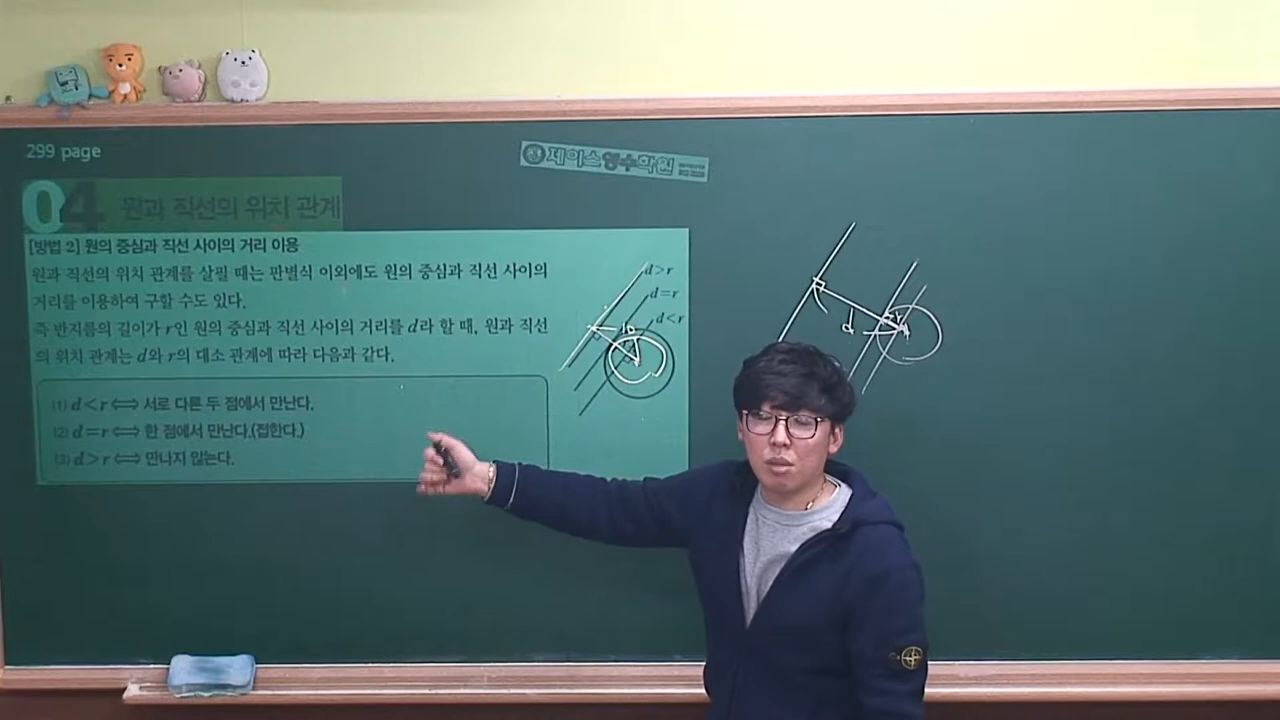 299 page
제이스영수학원
04 원과 직선의 위치 관계
[방법 2] 원의 중심과 직선 사이의 거리 이용
원과 직선의 위치 관계를 살필 때는 판별식 이외에도 원의 중심과 직선 사이의
거리를 이용하여 구할 수도 있다.
즉 반지름의 길이가 r인 원의 중심과 직선 사이의 거리를 d라 할 때, 원과 직선
의 위치 관계는 d와 r의 대소 관계에 따라 다음과 같다.
(1) d<r⟺서로 다른 두 점에서 만난다.
(2) d=r⟺한 점에서 만난다.(접한다.)
(3) d>r⟺만나지 않는다.
d>r
d=r
d<r
d
r